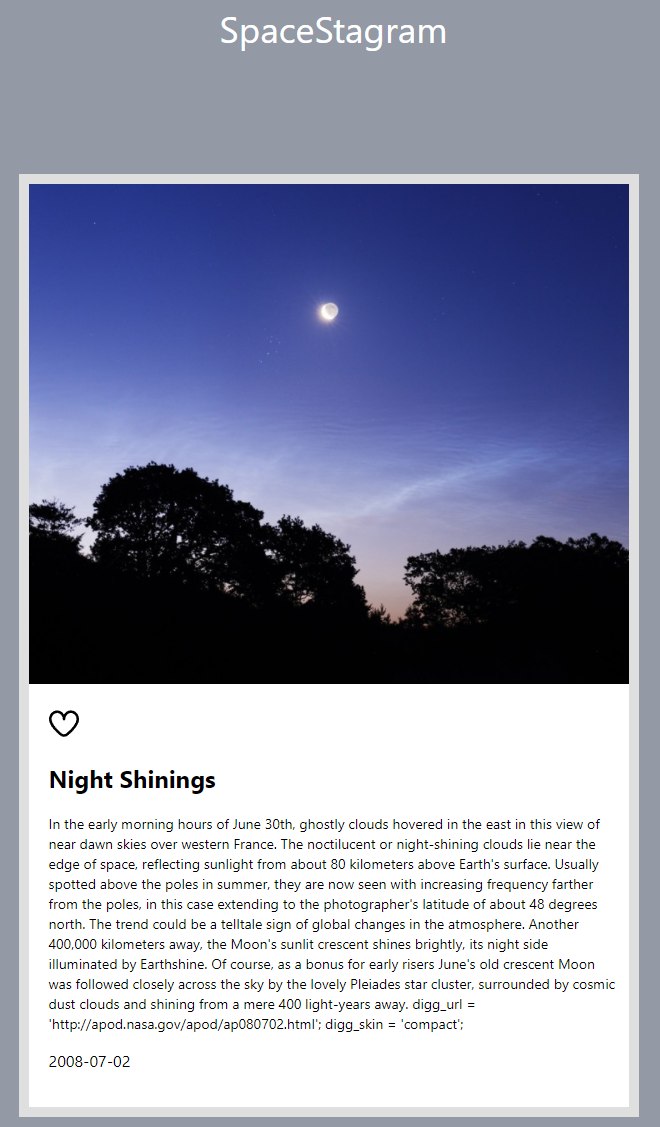 SpaceStagram
Night Shinings
In the early morning hours of June 30th, ghostly clouds hovered in the east in this view of
near dawn skies over western France. The noctilucent or night-shining clouds lie near the
edge of space, reflecting sunlight from about 80 kilometers above Earth's surface. Usually
spotted above the poles in summer, they are now seen with increasing frequency farther
from the poles, in this case extending to the photographer's latitude of about 48 degrees
north. The trend could be a telltale sign of global changes in the atmosphere. Another
400,000 kilometers away, the Moon's sunlit crescent shines brightly, its night side
illuminated by Earthshine. Of course, as a bonus for early risers June's old crescent Moon
was followed closely across the sky by the lovely Pleiades star cluster, surrounded by cosmic
dust clouds and shining from a mere 400 light-years away. digg_url =
'http://apod.nasa.gov/apod/ap080702.html'; digg_skin = 'compact';
2008-07-02